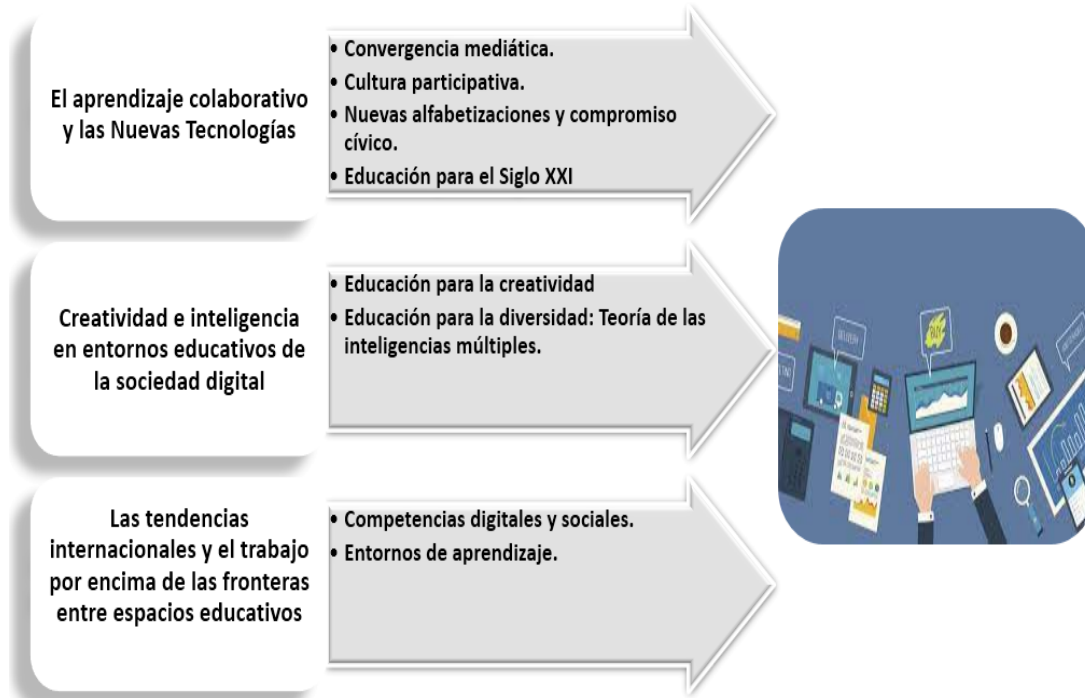 El aprendizaje colaborativo
y las Nuevas Tecnologías
• Convergencia mediática.
• Cultura participativa.
• Nuevas alfabetizaciones y compromiso
cívico.
• Educación para el Siglo XXI
Creatividad e inteligencia
en entornos educativos de
la sociedad digital
• Educación para la creatividad
• Educación para la diversidad: Teoría de las
inteligencias múltiples.
Las tendencias
internacionales y el trabajo
por encima de las fronteras
entre espacios educativos
• Competencias digitales y sociales.
• Entornos de aprendizaje.
DELIVERY